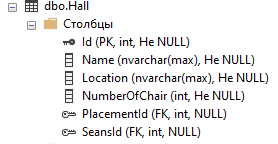 dbo.Hall
Столбцы
Id (PK, int, Не NULL)
Name (nvarchar(max), Не NULL)
Location (nvarchar(max), Не NULL)
NumberOfChair (int, Не NULL)
PlacementId (FK, int, NULL)
SeansId (FK, int, NULL)